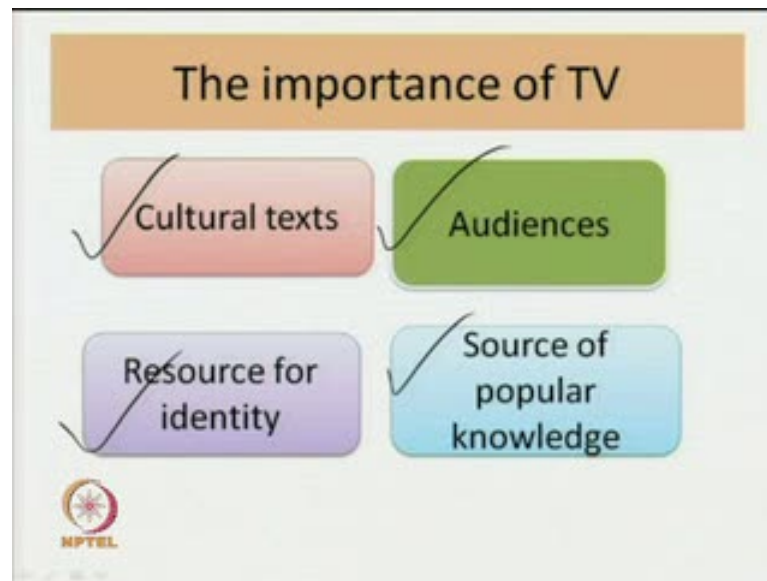 The importance of TV
Cultural texts
Audiences
Resource for
identity
Source of
popular
knowledge
NPTEL